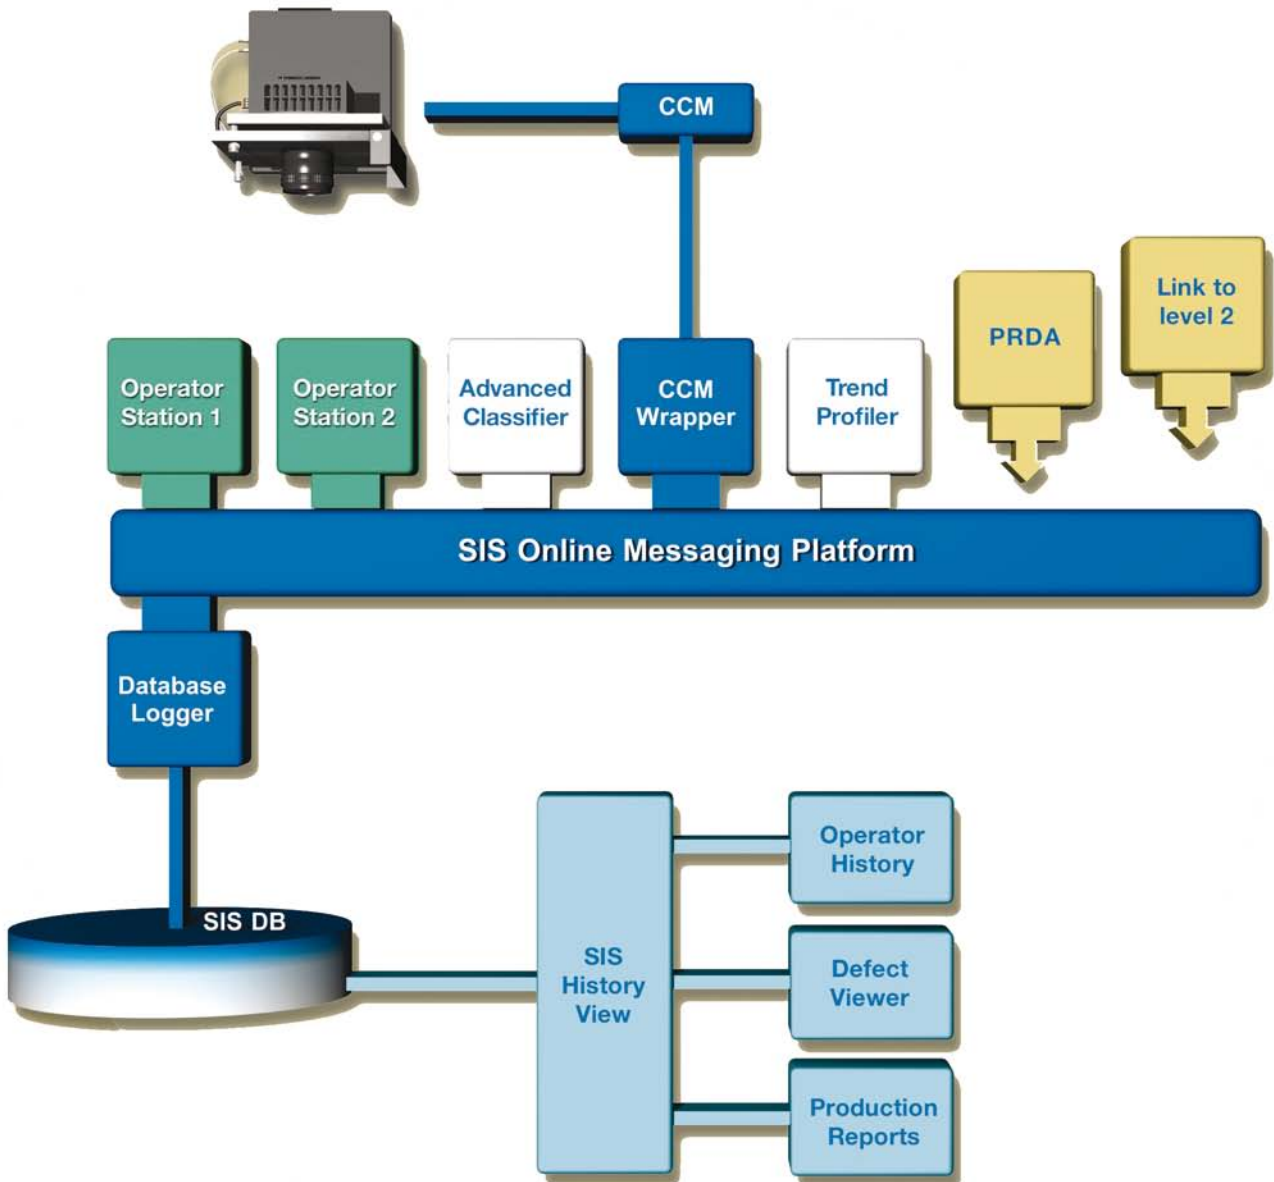 CCM
Link to
level 2
PRDA
Operator
Station 1
Operator
Station 2
Advanced
Classifier
CCM
Wrapper
Trend
Profiler
SIS Online Messaging Platform
Database
Logger
Operator
History
SIS DB
SIS
History
View
Defect
Viewer
Production
Reports